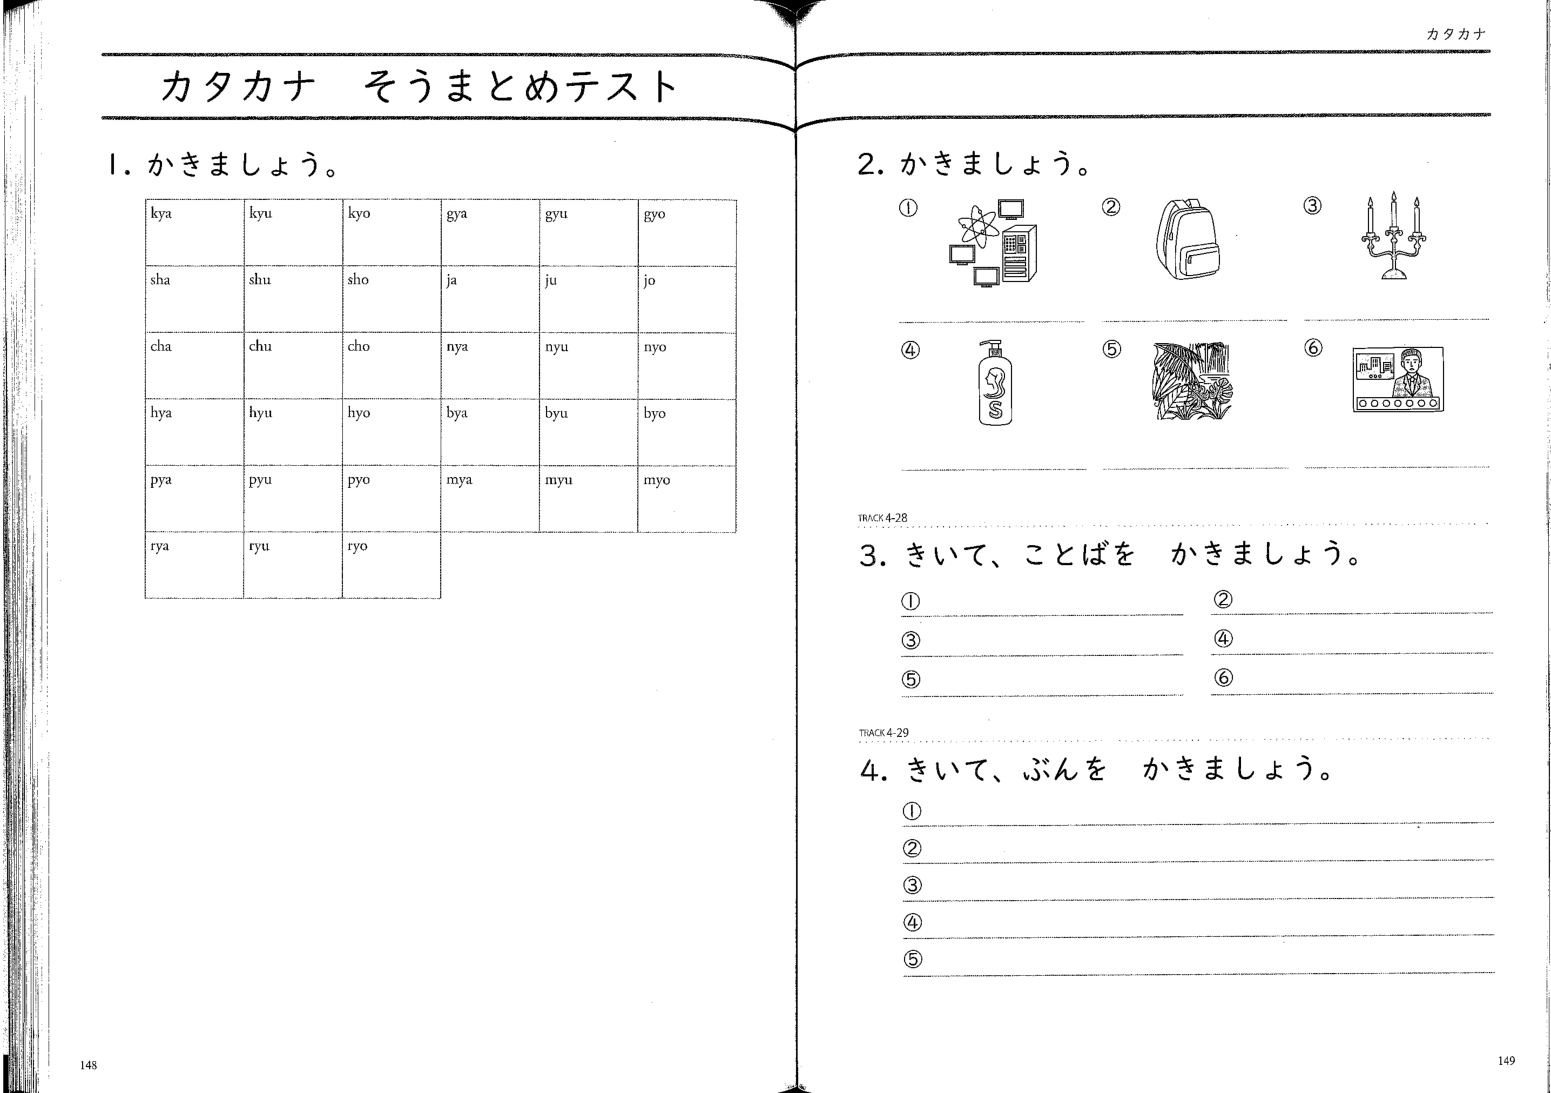 カタカナ そうまとめテスト
1. かきましょう。
kya kyu kyo gya gyu gyo
sha shu sho ja ju jo
cha chu cho nya nyu nyo
hya hyu hyo bya byu byo
pya pyu pyo mya myu myo
rya ryu ryo
148
カタカナ
2. かきましょう。
① ② ③
④ S ⑤ ⑥
TRACK 4-28
3. きいて、ことばを かきましょう。
① ②
③ ④
⑤ ⑥
TRACK 4-29
4. きいて、ぶんを かきましょう。
①
②
③
④
⑤
149